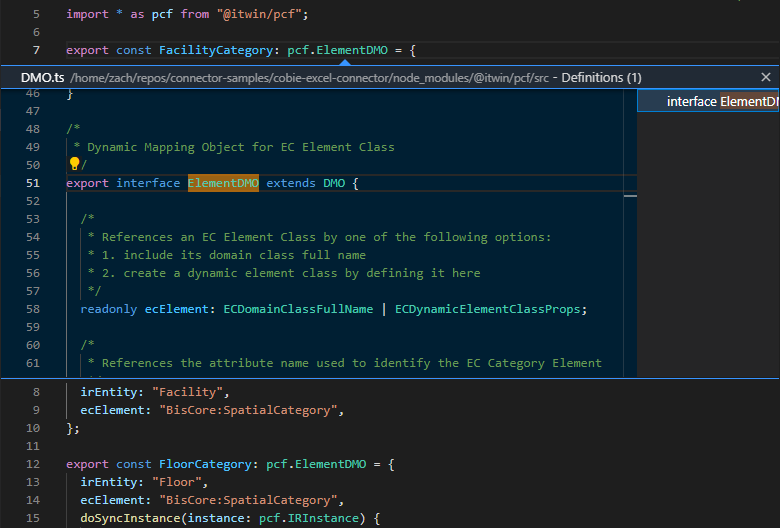 5 import * as pcf from "@itwin/pcf";
6
7 export const FacilityCategory: pcf.ElementDMO = {
DMO.ts /home/zach/repos/connector-samples/cobie-excel-connector/node_modules/@itwin/pcf/src - Definitions (1)
46 }
interface ElementDM
47
48 /*
49 * Dynamic Mapping Object for EC Element Class
50 */
51 export interface ElementDMO extends DMO {
52
53 /*
54 * References an EC Element Class by one of the following options:
55 * 1. include its domain class full name
56 * 2. create a dynamic element class by defining it here
57 */
58 readonly ecElement: ECDomainClassFullName | ECDynamicElementClassProps;
59
60 /*
61 * References the attribute name used to identify the EC Category Element
8 irEntity: "Facility",
9 ecElement: "BisCore:SpatialCategory",
10 };
11
12 export const FloorCategory: pcf.ElementDMO = {
13 irEntity: "Floor",
14 ecElement: "BisCore:SpatialCategory",
15 doSyncInstance(instance: pcf.IRInstance) {